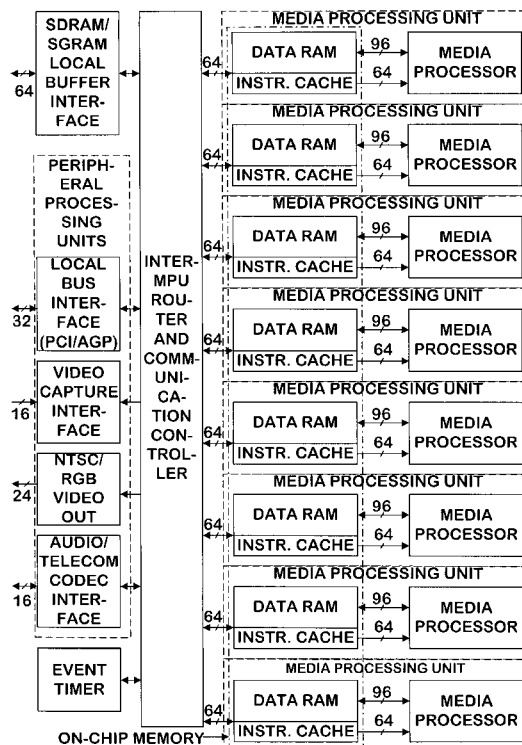 SDRAM/
SGRAM
LOCAL
BUFFER
INTER-
FACE
64
PERIPH-
ERAL
PROCES-
SING
UNITS
LOCAL
BUS
INTER-
FACE
(PCI/AGP)
32
VIDEO
CAPTURE
INTER-
FACE
16
NTSC/
RGB
VIDEO
OUT
24
AUDIO/
TELECOM
CODEC
INTER-
FACE
16
EVENT
TIMER
INTER-
MPU ROU-
TER
AND
COMM-
UNI-
CATION
CON-
TROL-
LER
MEDIA PROCESSING UNIT
64
DATA RAM
INSTR. CACHE
96
64
MEDIA
PROCESSOR
MEDIA PROCESSING UNIT
64
DATA RAM
INSTR. CACHE
96
64
MEDIA
PROCESSOR
MEDIA PROCESSING UNIT
64
DATA RAM
INSTR. CACHE
96
64
MEDIA
PROCESSOR
MEDIA PROCESSING UNIT
64
DATA RAM
INSTR. CACHE
96
64
MEDIA
PROCESSOR
MEDIA PROCESSING UNIT
64
DATA RAM
INSTR. CACHE
96
64
MEDIA
PROCESSOR
MEDIA PROCESSING UNIT
64
DATA RAM
INSTR. CACHE
96
64
MEDIA
PROCESSOR
MEDIA PROCESSING UNIT
64
DATA RAM
INSTR. CACHE
96
64
MEDIA
PROCESSOR
MEDIA PROCESSING UNIT
64
DATA RAM
INSTR. CACHE
96
64
MEDIA
PROCESSOR
ON-CHIP MEMORY